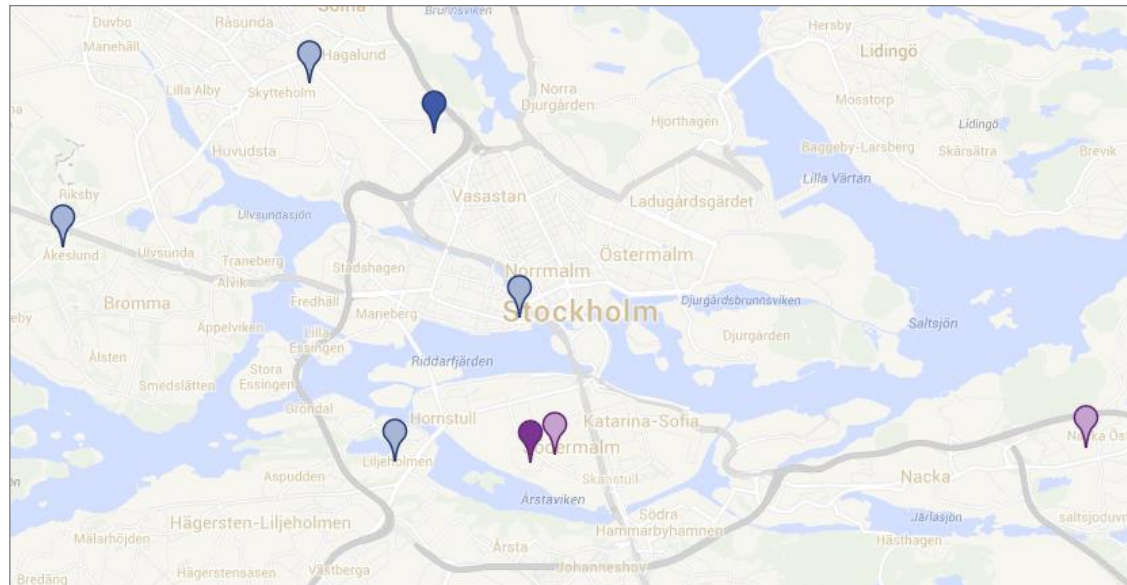 Solna
Brunnsviken
Duvbo
Råsunda
Mariehäll
Hagalund
Hersby
Lidingö
Lilla Alby
Skytteholm
Norra
Djurgården
Mosstorp
Hjorthagen
Lidingö
Huvudsta
Baggeby-Larsberg
Skärsätra
Brevik
Riksby
Vasastan
Lilla Värtan
Ulvsundasjön
Ladugårdsgärdet
Åkeslund
Ulvsunda
Traneberg
Östermalm
Alvik
Stadshagen
Norrmalm
Bromma
Fredhäll
Stockholm
Djurgårdsbrunnsviken
Marieberg
Saltsjön
Äppelviken
Lilla
Essingen
Djurgården
Ålsten
Riddarfjärden
Stora
Essingen
Smedslätten
Gröndal
Hornstull
Katarina-Sofia
Södermalm
Liljeholmen
Aspudden
Skanstull
Nacka
Årstaviken
Södra
Hammarbyhamnen
Järlasjön
saltsjöduvn
Hägersten-Liljeholmen
Mälarhöjden
Årsta
Hästhagen
Johanneshov
Bredäng
Hägerstensåsen
Västberga